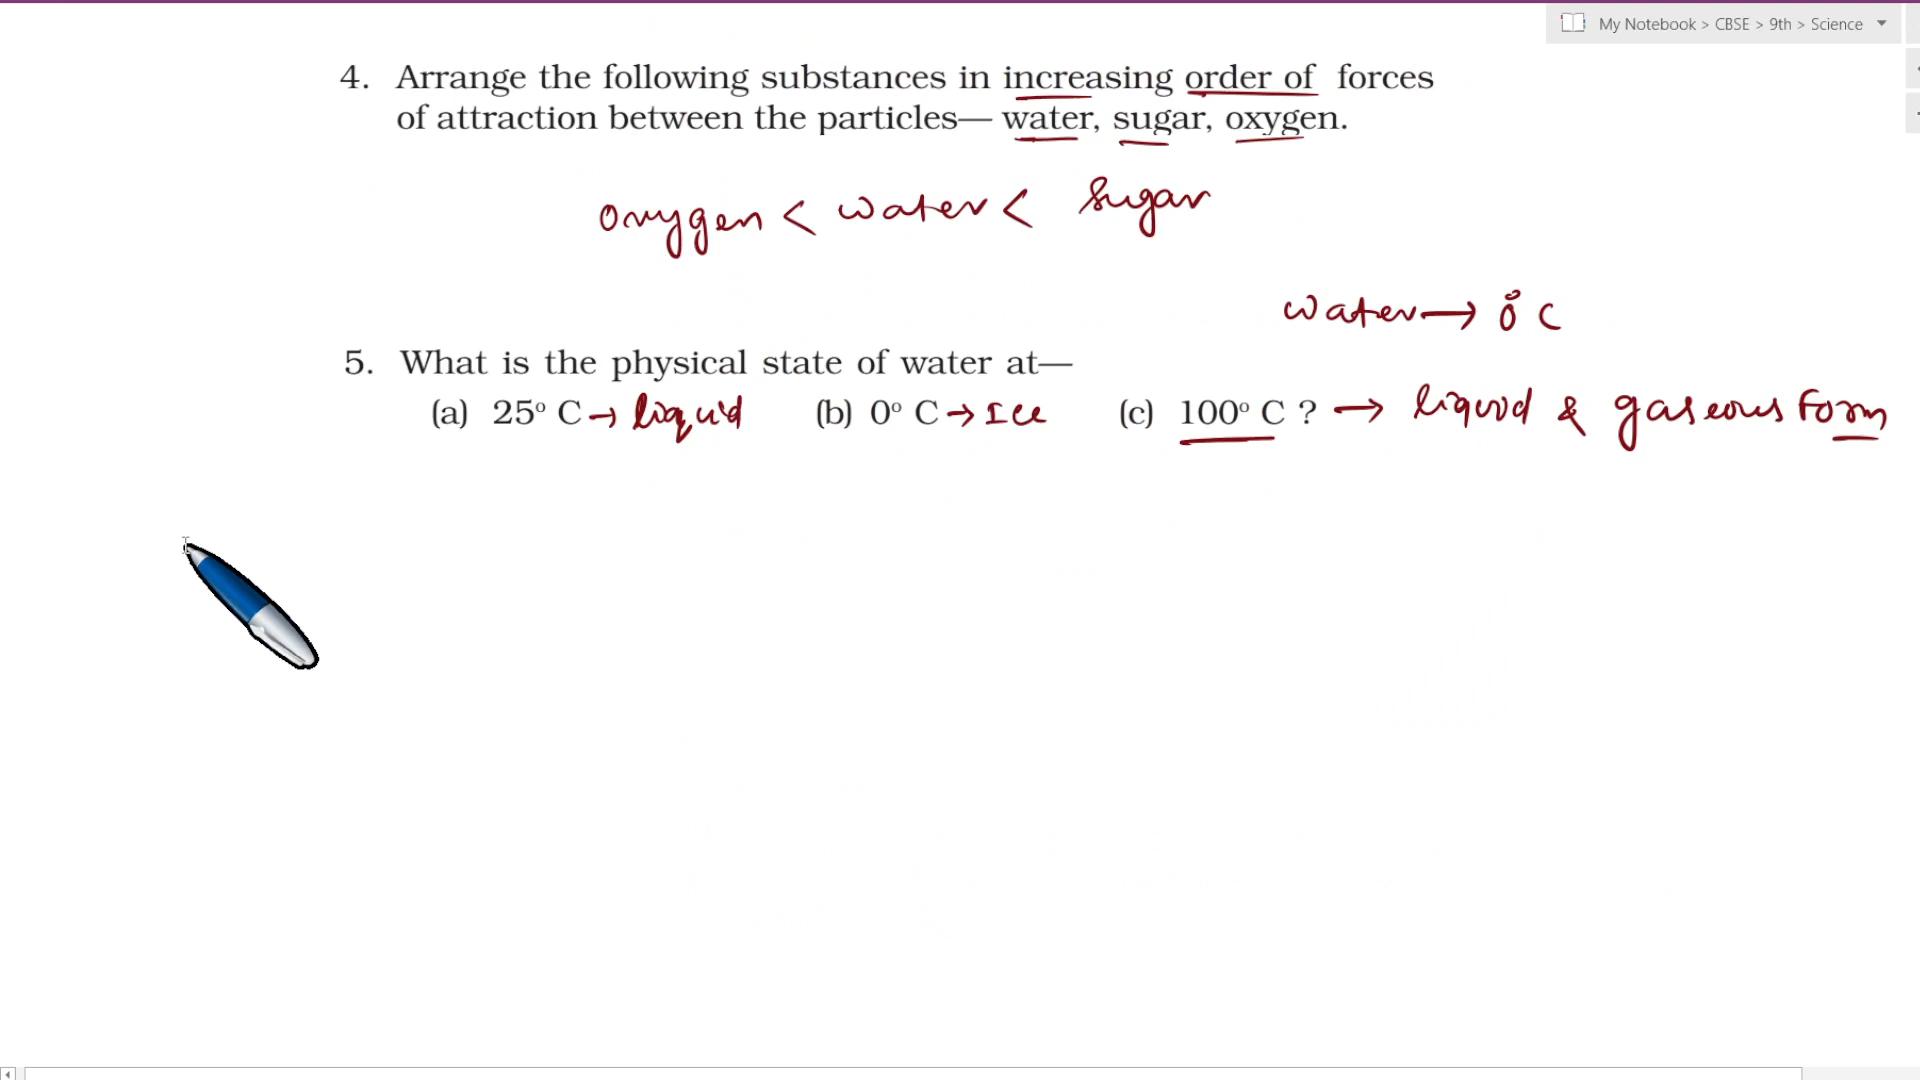 My Notebook > CBSE > 9th > Science
4. Arrange the following substances in increasing order of forces
of attraction between the particles— water, sugar, oxygen.
oxygen < water < Sugar
water → 0° C
5. What is the physical state of water at—
(a) 25° C → liquid (b) 0° C → Ice (c) 100° C ? → liquid & gaseous form